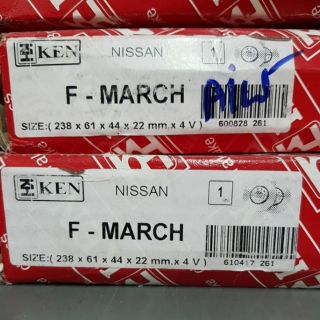 KEN NISSAN 1
F - MARCH
SIZE:( 238 x 61 x 44 x 22 mm. x 4 V ) 600828 261
KEN NISSAN 1
F - MARCH
SIZE:( 238 x 61 x 44 x 22 mm. x 4 V ) 610417 261